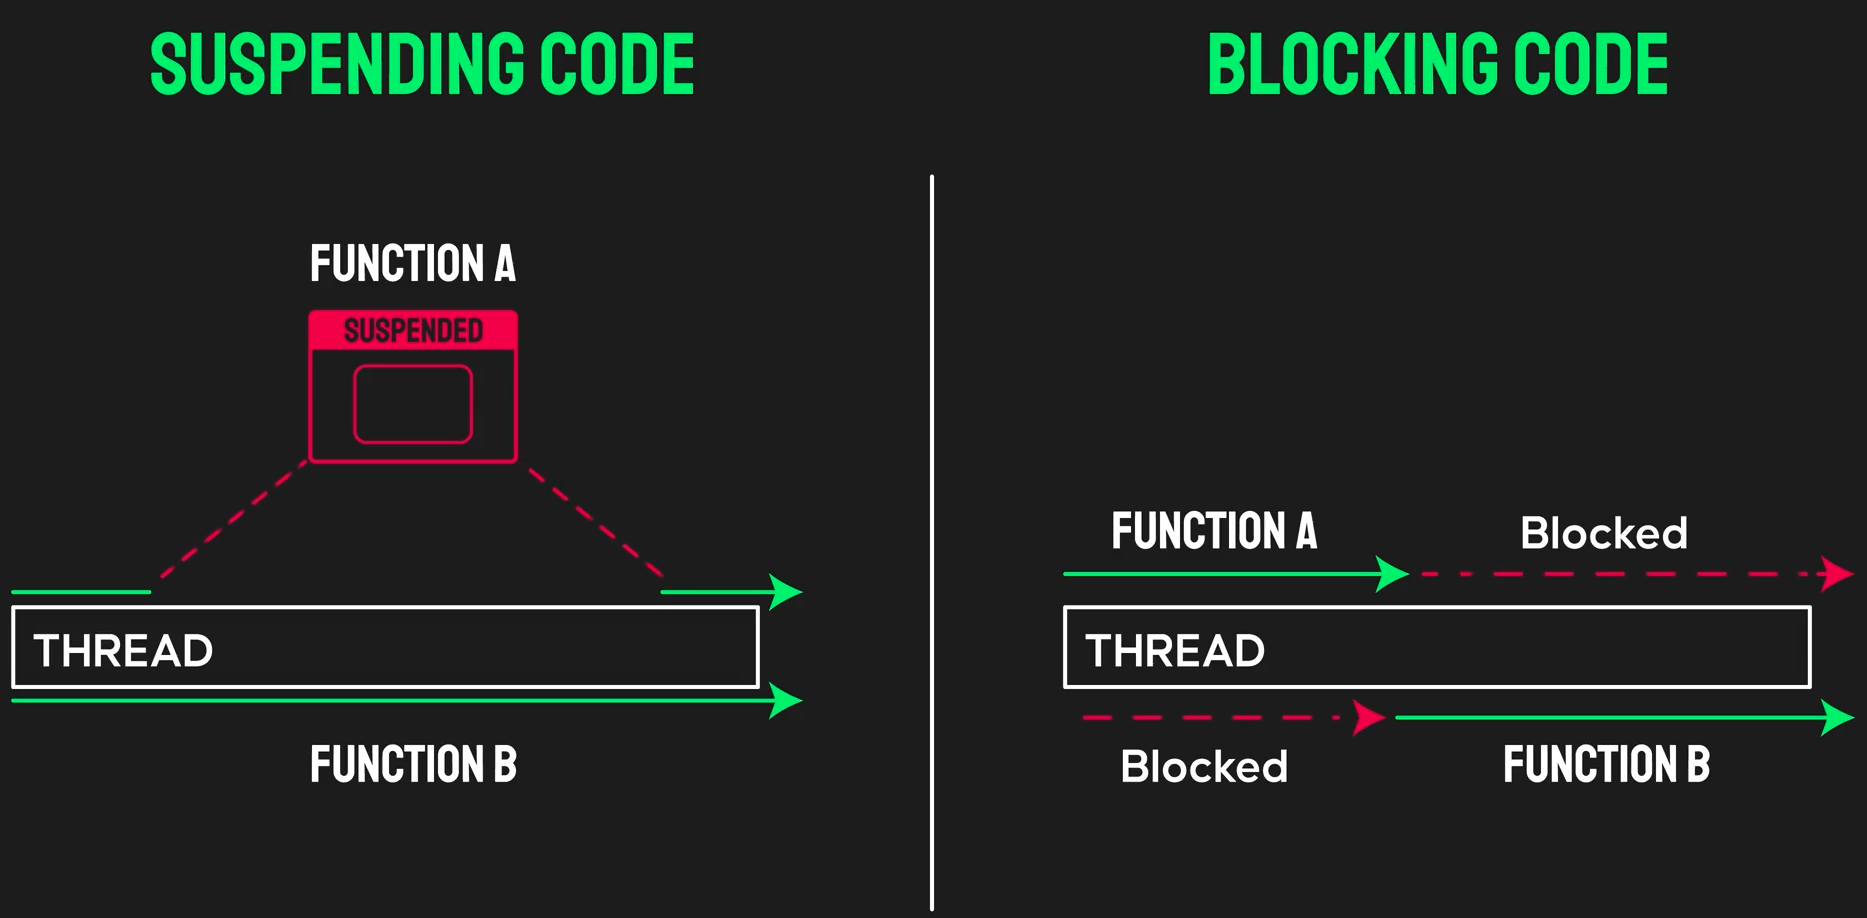 SUSPENDING CODE
FUNCTION A
SUSPENDED
THREAD
FUNCTION B
BLOCKING CODE
FUNCTION A
Blocked
THREAD
Blocked
FUNCTION B